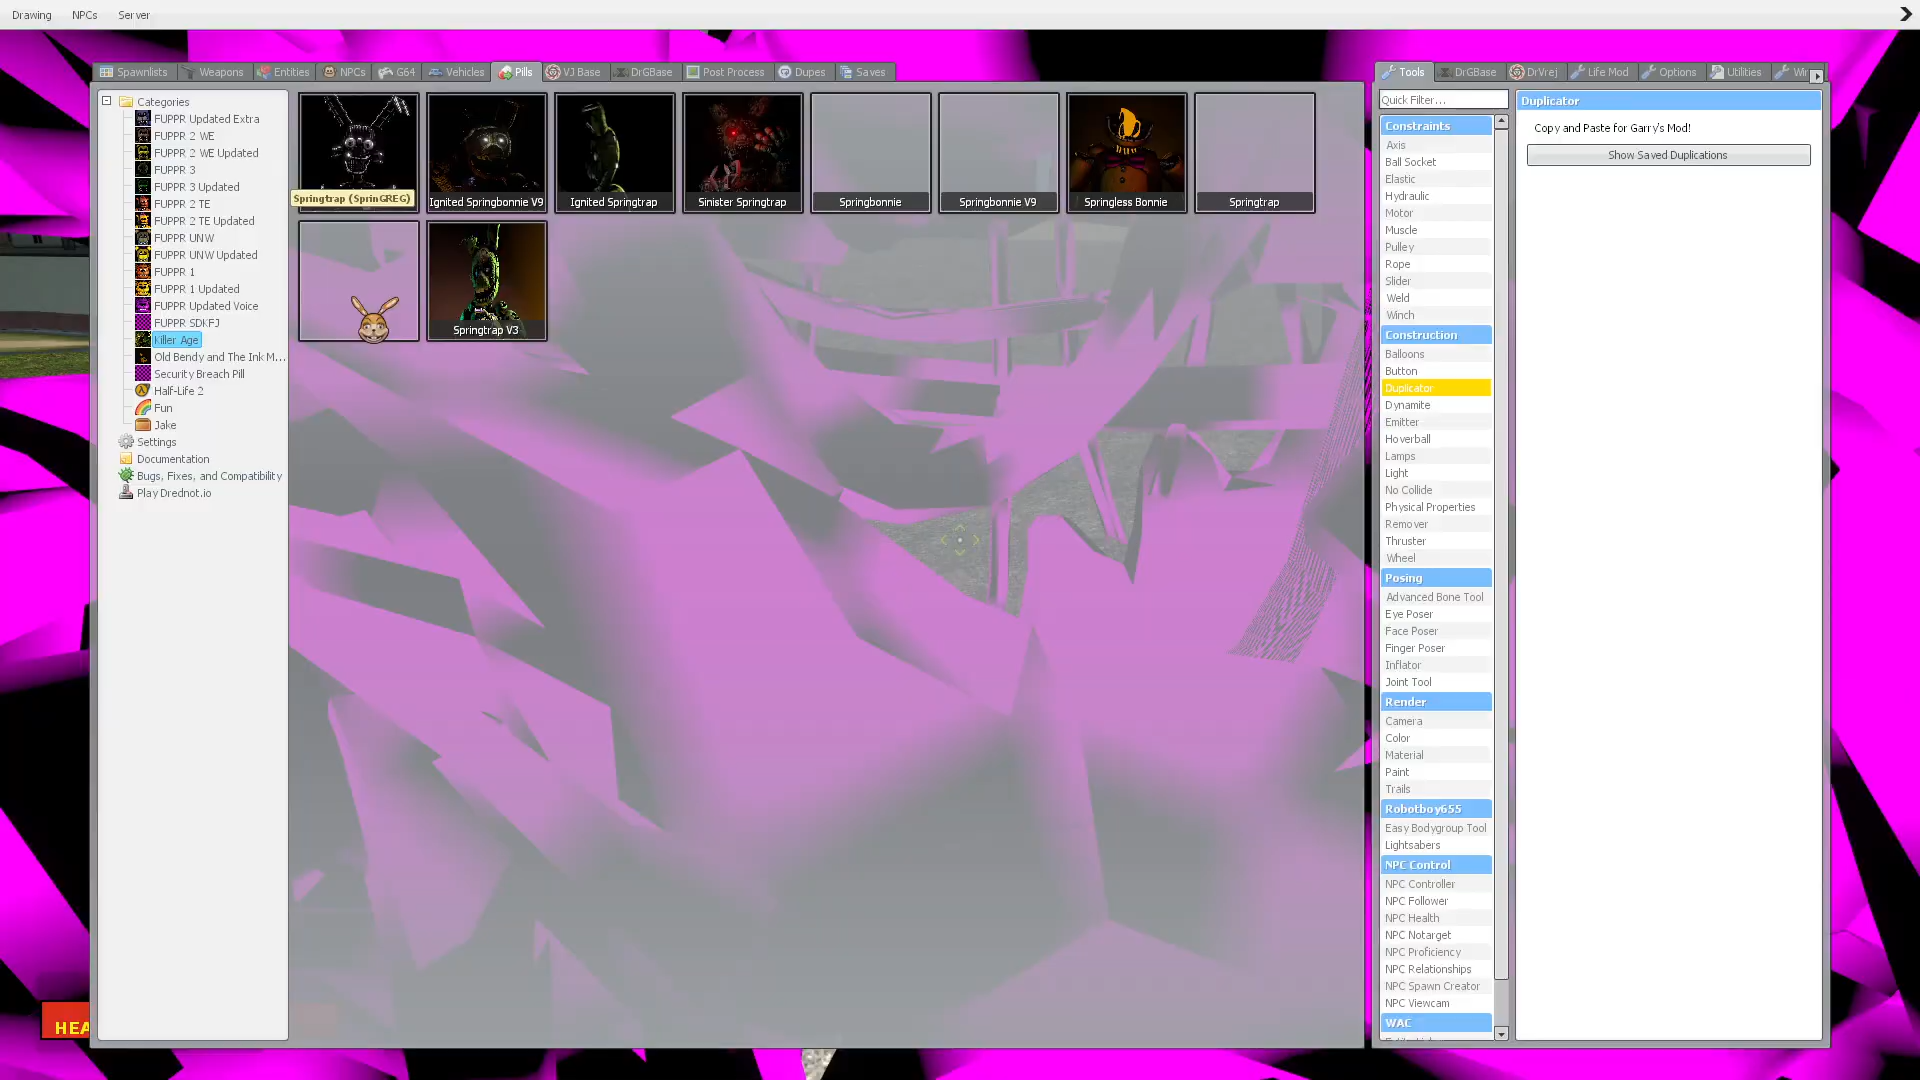 Drawing NPCs Server
Spawnlists Weapons Entities NPCs G64 Vehicles Pills VJ Base DrGBase Post Process Dupes Saves
Categories
FUPPR Updated Extra
FUPPR 2 WE
FUPPR 2 WE Updated
FUPPR 3
FUPPR 3 Updated
FUPPR 2 TE
FUPPR 2 TE Updated
FUPPR UNW
FUPPR UNW Updated
FUPPR 1
FUPPR 1 Updated
FUPPR Updated Voice
FUPPR SDKFJ
Killer Age
Old Bendy and The Ink M...
Security Breach Pill
Half-Life 2
Fun
Jake
Settings
Documentation
Bugs, Fixes, and Compatibility
Play Drednot.io
Springtrap (SprinGREG)
Ignited Springbonnie V9
Ignited Springtrap
Sinister Springtrap
Springbonnie
Springbonnie V9
Springless Bonnie
Springtrap
Springtrap V3
HEA
Tools DrGBase DrVrej Life Mod Options Utilities
Quick Filter...
Constraints
Axis
Ball Socket
Elastic
Hydraulic
Motor
Muscle
Pulley
Rope
Slider
Weld
Winch
Construction
Balloons
Button
Duplicator
Dynamite
Emitter
Hoverball
Lamps
Light
No Collide
Physical Properties
Remover
Thruster
Wheel
Posing
Advanced Bone Tool
Eye Poser
Face Poser
Finger Poser
Inflator
Joint Tool
Render
Camera
Color
Material
Paint
Trails
Robotboy655
Easy Bodygroup Tool
Lightsabers
NPC Control
NPC Controller
NPC Follower
NPC Health
NPC Notarget
NPC Proficiency
NPC Relationships
NPC Spawn Creator
NPC Viewcam
WAC
Duplicator
Copy and Paste for Garry's Mod!
Show Saved Duplications